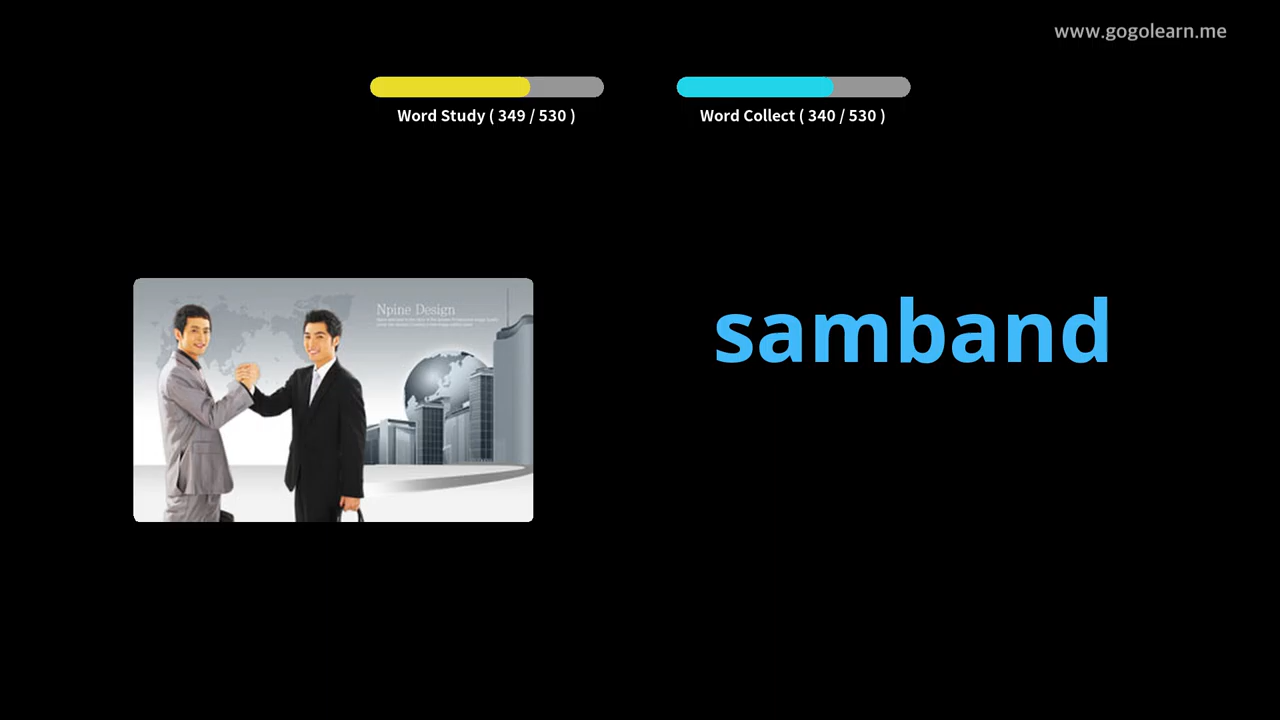 www.gogolearn.me
Word Study ( 349 / 530 )
Word Collect ( 340 / 530 )
Npine Design
samband